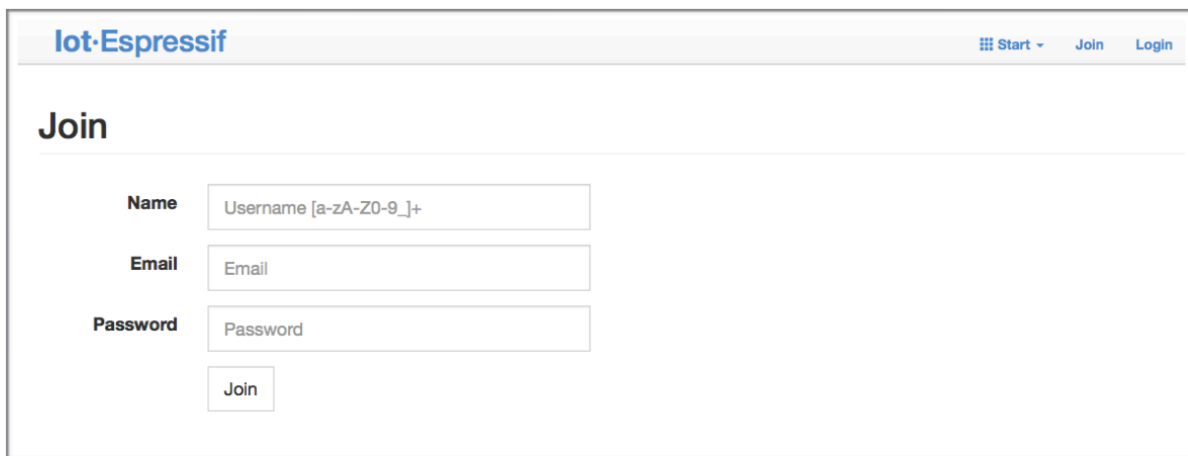 Iot·Espressif
Start Join Login
Join
Name Username [a-zA-Z0-9_]+
Email Email
Password Password
Join